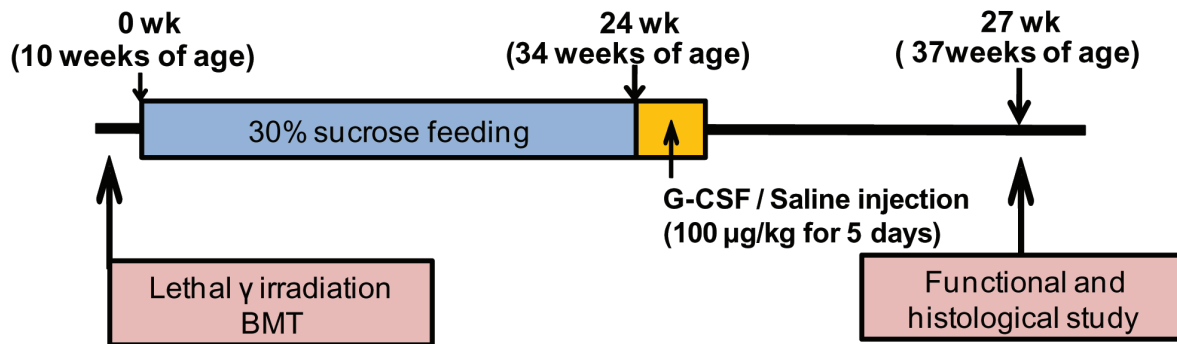 0 wk
(10 weeks of age)
24 wk
(34 weeks of age)
27 wk
( 37weeks of age)
30% sucrose feeding
G-CSF / Saline injection
(100 µg/kg for 5 days)
Lethal γ irradiation
BMT
Functional and
histological study